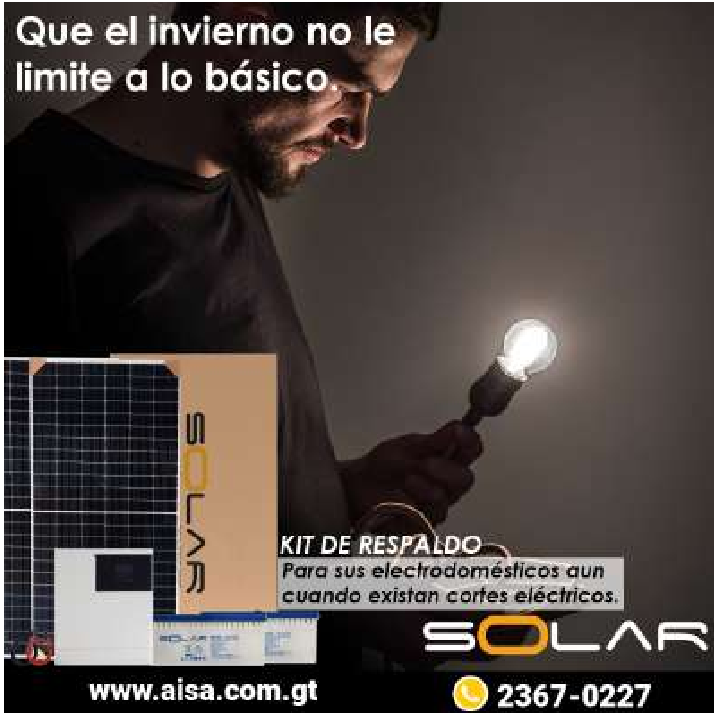 Que el invierno no le
limite a lo básico.
SOLAR
KIT DE RESPALDO
Para sus electrodomésticos aun
cuando existan cortes eléctricos.
SOLAR
SOLAR
www.aisa.com.gt
2367-0227